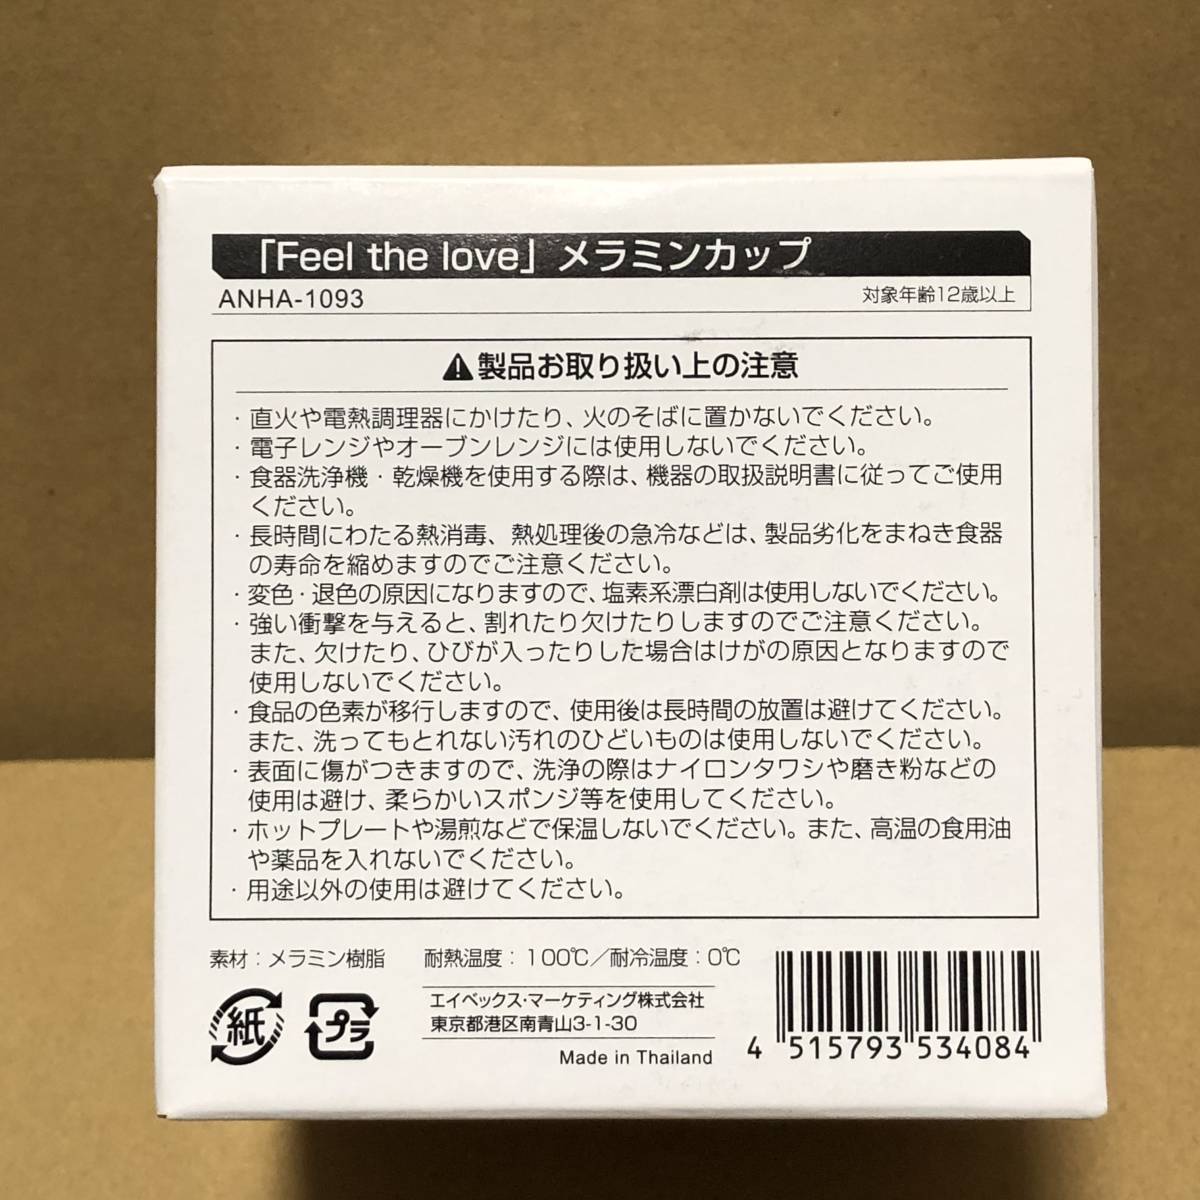 「Feel the love」メラミンカップ
ANHA-1093
対象年齢12歳以上
製品お取り扱い上の注意
・直火や電熱調理器にかけたり、火のそばに置かないでください。
・電子レンジやオーブンレンジには使用しないでください。
・食器洗浄機・乾燥機を使用する際は、機器の取扱説明書に従ってご使用
ください。
・長時間にわたる熱消毒、熱処理後の急冷などは、製品劣化をまねき食器
の寿命を縮めますのでご注意ください。
・変色・退色の原因になりますので、塩素系漂白剤は使用しないでください。
・強い衝撃を与えると、割れたり欠けたりしますのでご注意ください。
また、欠けたり、ひびが入ったりした場合はけがの原因となりますので
使用しないでください。
・食品の色素が移行しますので、使用後は長時間の放置は避けてください。
また、洗ってもとれない汚れのひどいものは使用しないでください。
・表面に傷がつきますので、洗浄の際はナイロンタワシや磨き粉などの
使用は避け、柔らかいスポンジ等を使用してください。
・ホットプレートや湯煎などで保温しないでください。また、高温の食用油
や薬品を入れないでください。
・用途以外の使用は避けてください。
素材：メラミン樹脂
耐熱温度：100℃／耐冷温度：0℃
紙
プラ
エイベックス・マーケティング株式会社
東京都港区南青山3-1-30
Made in Thailand
4 515793 534084